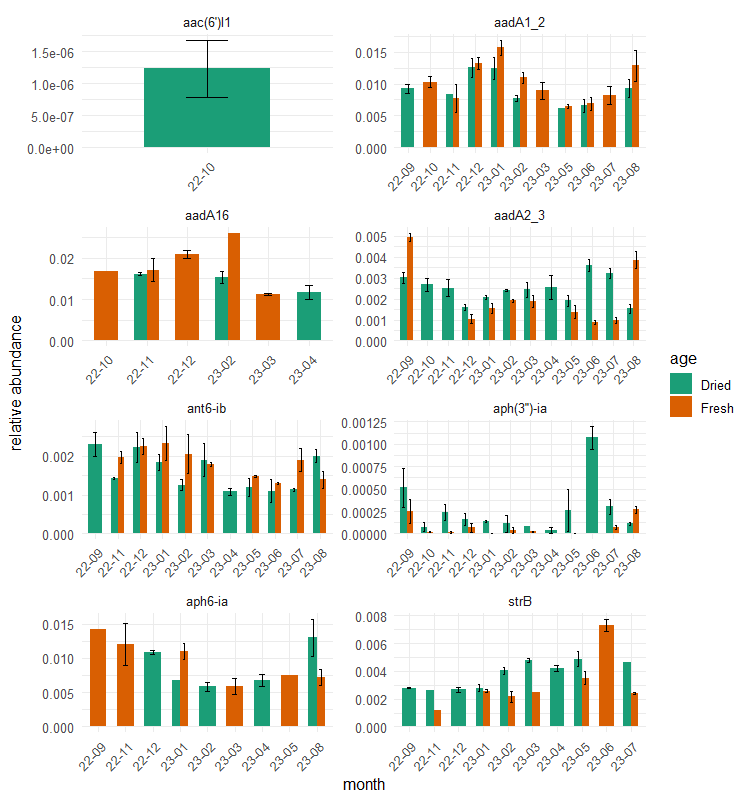 aac(6')I1
1.5e-06
1.0e-06
5.0e-07
0.0e+00
22-10
aadA1_2
0.015
0.010
0.005
0.000
22-09 22-10 22-11 22-12 23-01 23-02 23-03 23-05 23-06 23-07 23-08
aadA16
0.02
0.01
0.00
22-10 22-11 22-12 23-02 23-03 23-04
aadA2_3
0.005
0.004
0.003
0.002
0.001
0.000
22-09 22-10 22-11 22-12 23-01 23-02 23-03 23-04 23-05 23-06 23-07 23-08
ant6-ib
0.002
0.001
0.000
22-09 22-11 22-12 23-01 23-02 23-03 23-04 23-05 23-06 23-07 23-08
aph(3")-ia
0.00125
0.00100
0.00075
0.00050
0.00025
0.00000
22-09 22-10 22-11 22-12 23-01 23-02 23-03 23-04 23-05 23-06 23-07 23-08
aph6-ia
0.015
0.010
0.005
0.000
22-09 22-11 22-12 23-01 23-02 23-03 23-04 23-05 23-08
strB
0.008
0.006
0.004
0.002
0.000
22-09 22-11 22-12 23-01 23-02 23-03 23-04 23-05 23-06 23-07
relative abundance
month
age
Dried
Fresh